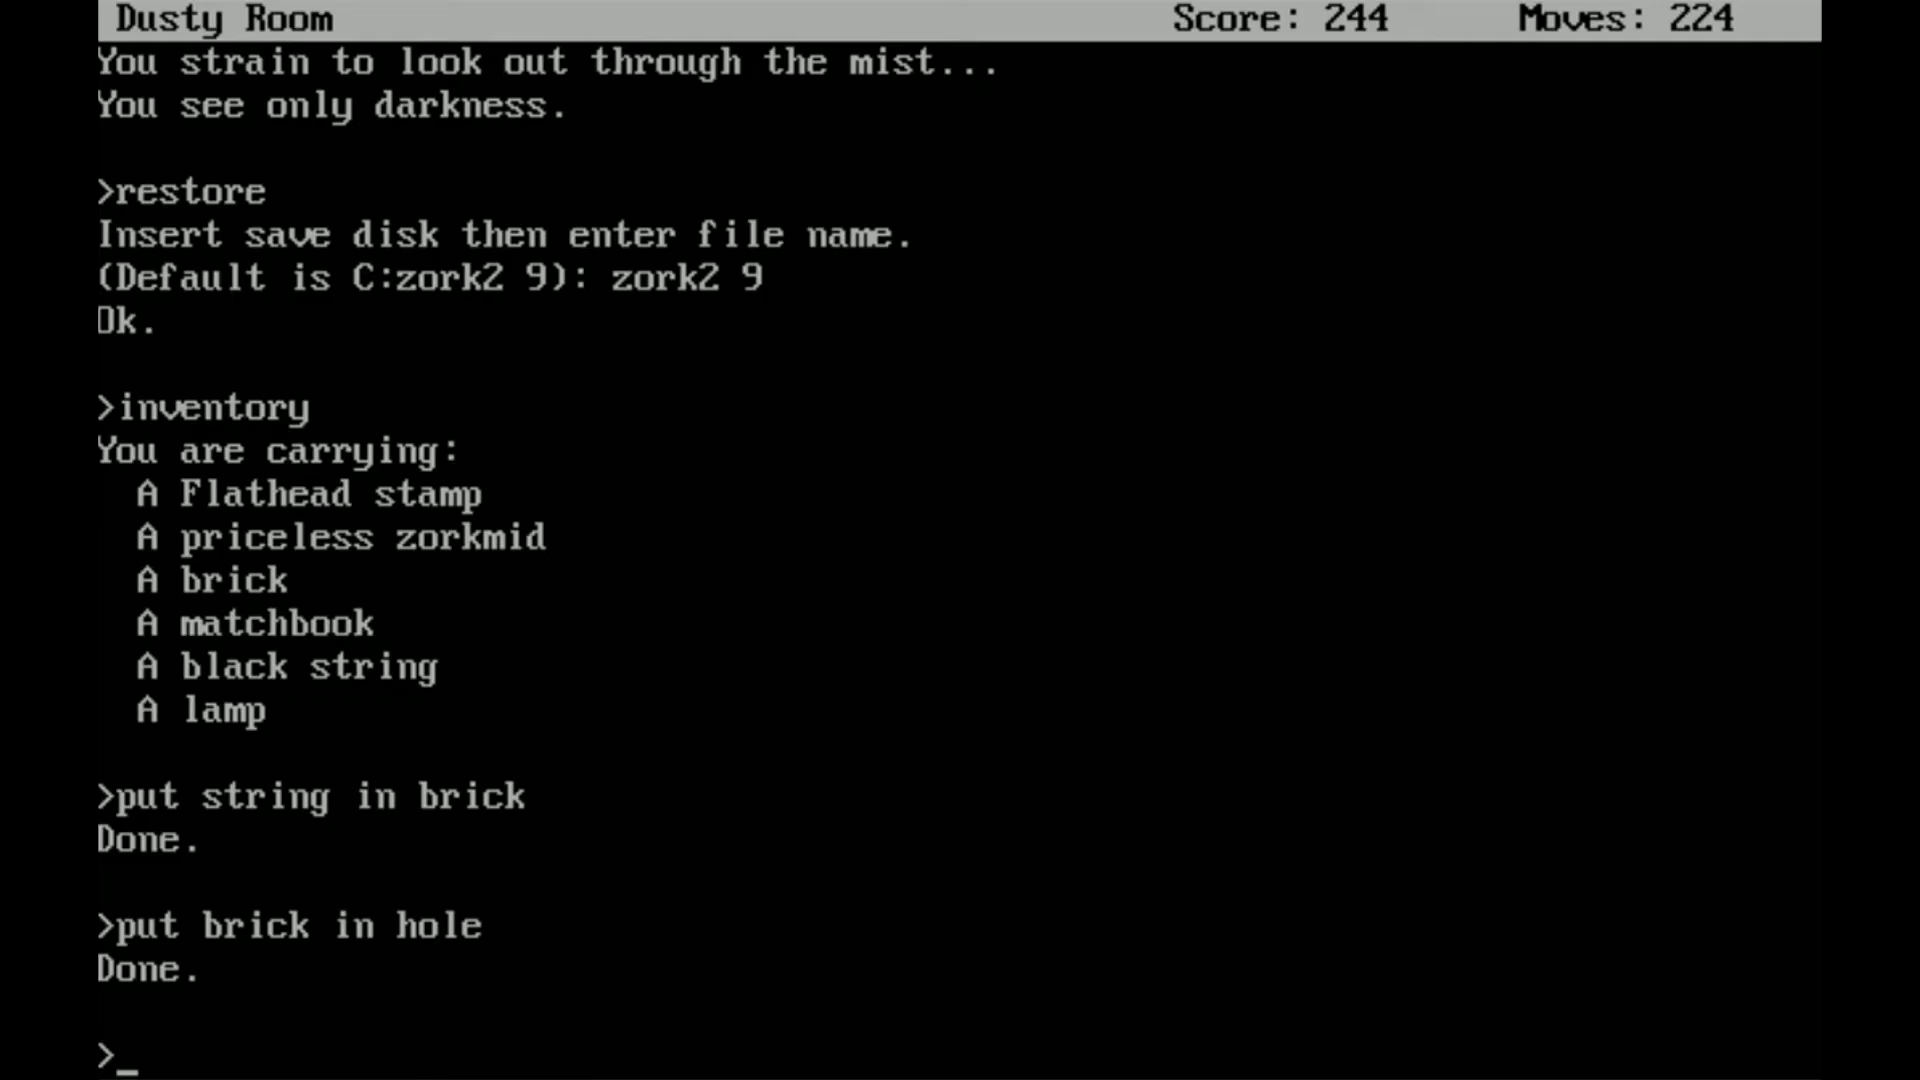 Dusty Room Score: 244 Moves: 224
You strain to look out through the mist...
You see only darkness.
>restore
Insert save disk then enter file name.
(Default is C:zork2 9): zork2 9
Ok.
>inventory
You are carrying:
A Flathead stamp
A priceless zorkmid
A brick
A matchbook
A black string
A lamp
>put string in brick
Done.
>put brick in hole
Done.
>_